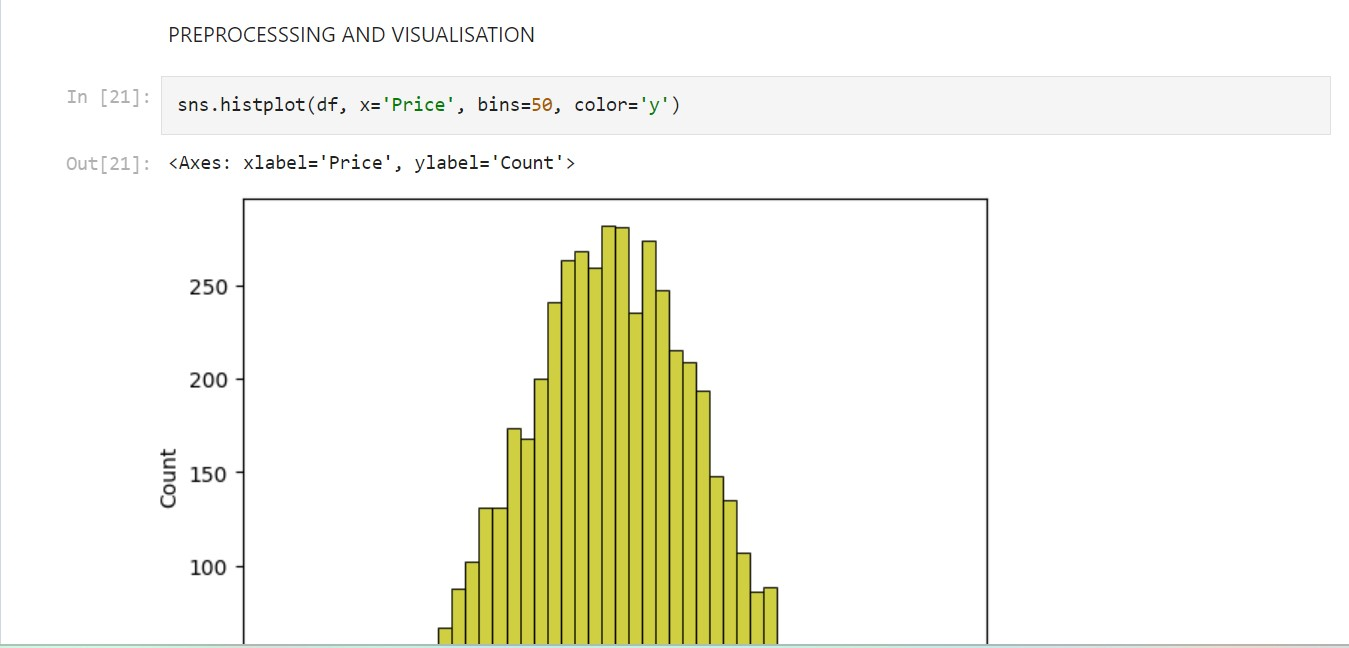 PREPROCESSSING AND VISUALISATION
In [21]: sns.histplot(df, x='Price', bins=50, color='y')
Out[21]: <Axes: xlabel='Price', ylabel='Count'>
250
200
Count
150
100